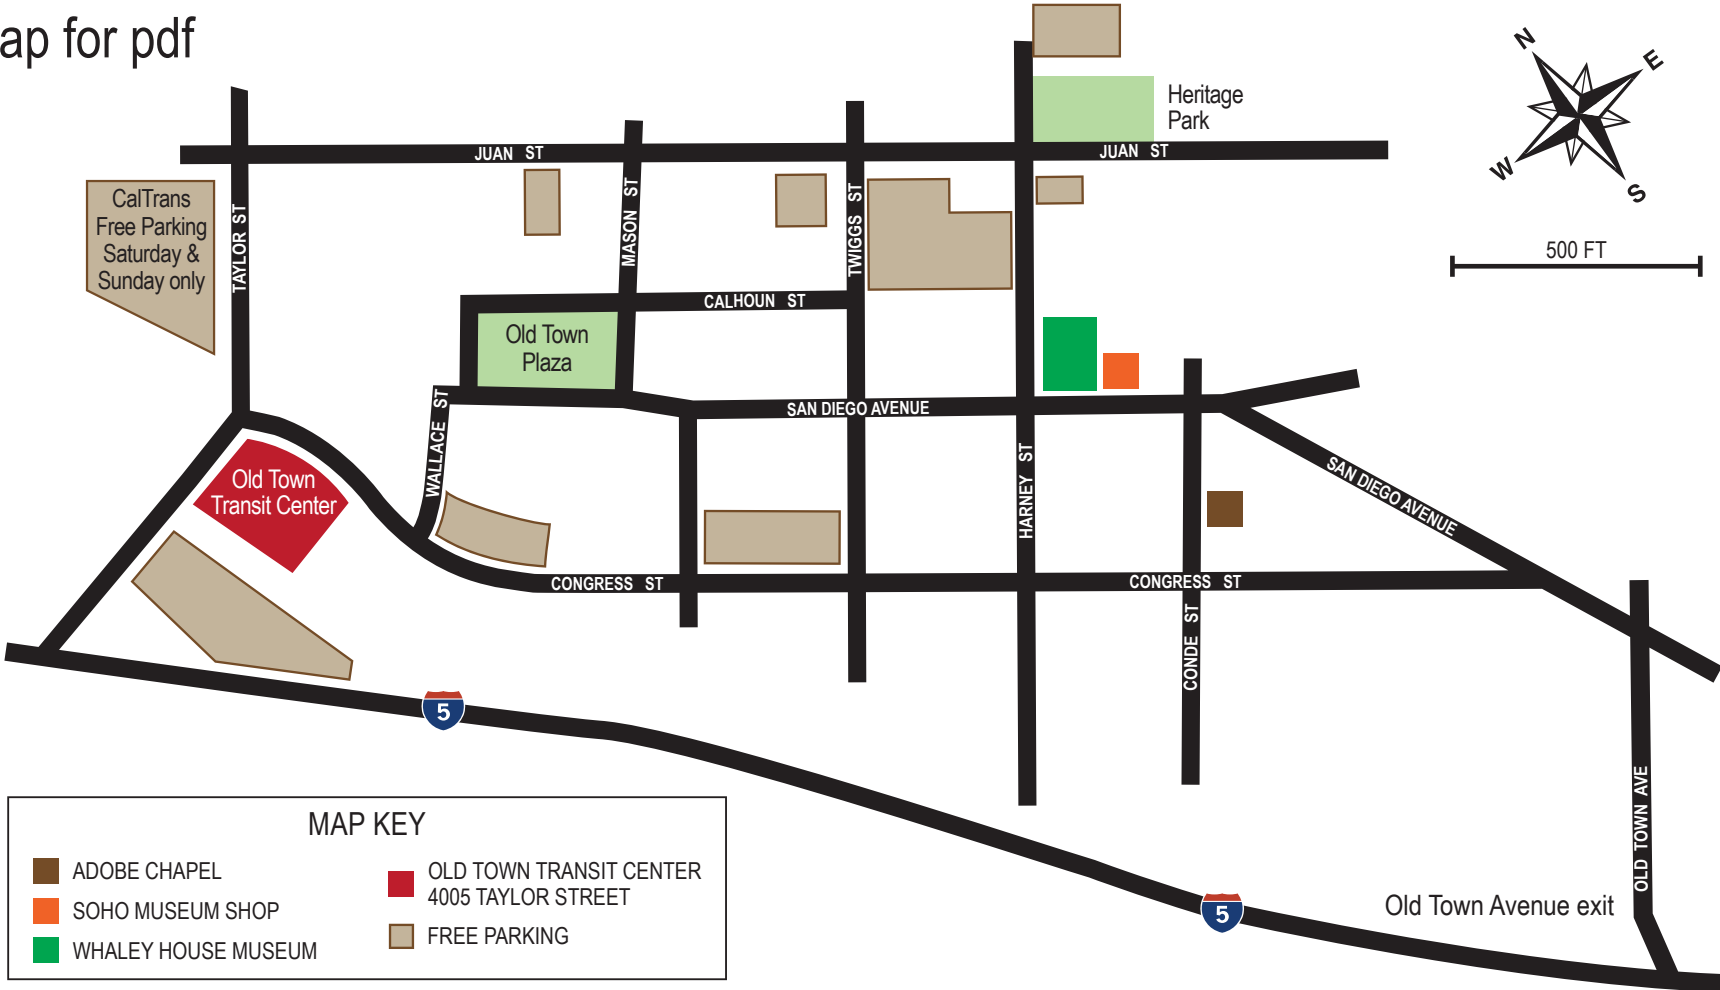 ap for pdf
Heritage
Park
N
E
W
S
500 FT
JUAN ST
JUAN ST
CalTrans
Free Parking
Saturday &
Sunday only
TAYLOR ST
MASON ST
TWIGGS ST
CALHOUN ST
Old Town
Plaza
SAN DIEGO AVENUE
WALLACE ST
HARNEY ST
SAN DIEGO AVENUE
Old Town
Transit Center
CONGRESS ST
CONGRESS ST
CONDE ST
5
OLD TOWN AVE
5
Old Town Avenue exit
MAP KEY
ADOBE CHAPEL
SOHO MUSEUM SHOP
WHALEY HOUSE MUSEUM
OLD TOWN TRANSIT CENTER
4005 TAYLOR STREET
FREE PARKING